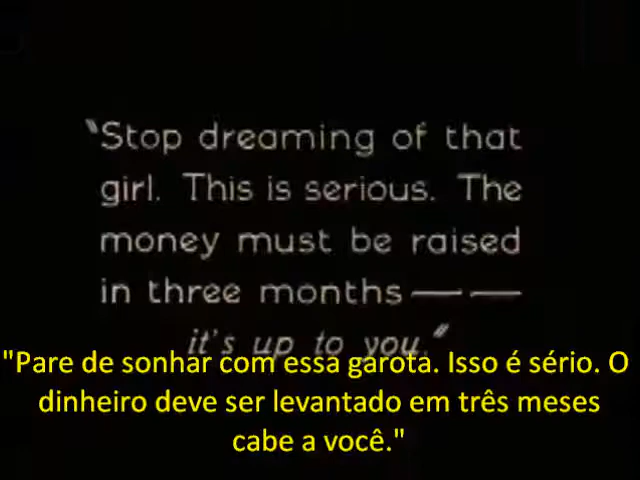 "Stop dreaming of that
girl. This is serious. The
money must be raised
in three months — —
it's up to you."
"Pare de sonhar com essa garota. Isso é sério. O
dinheiro deve ser levantado em três meses
cabe a você."